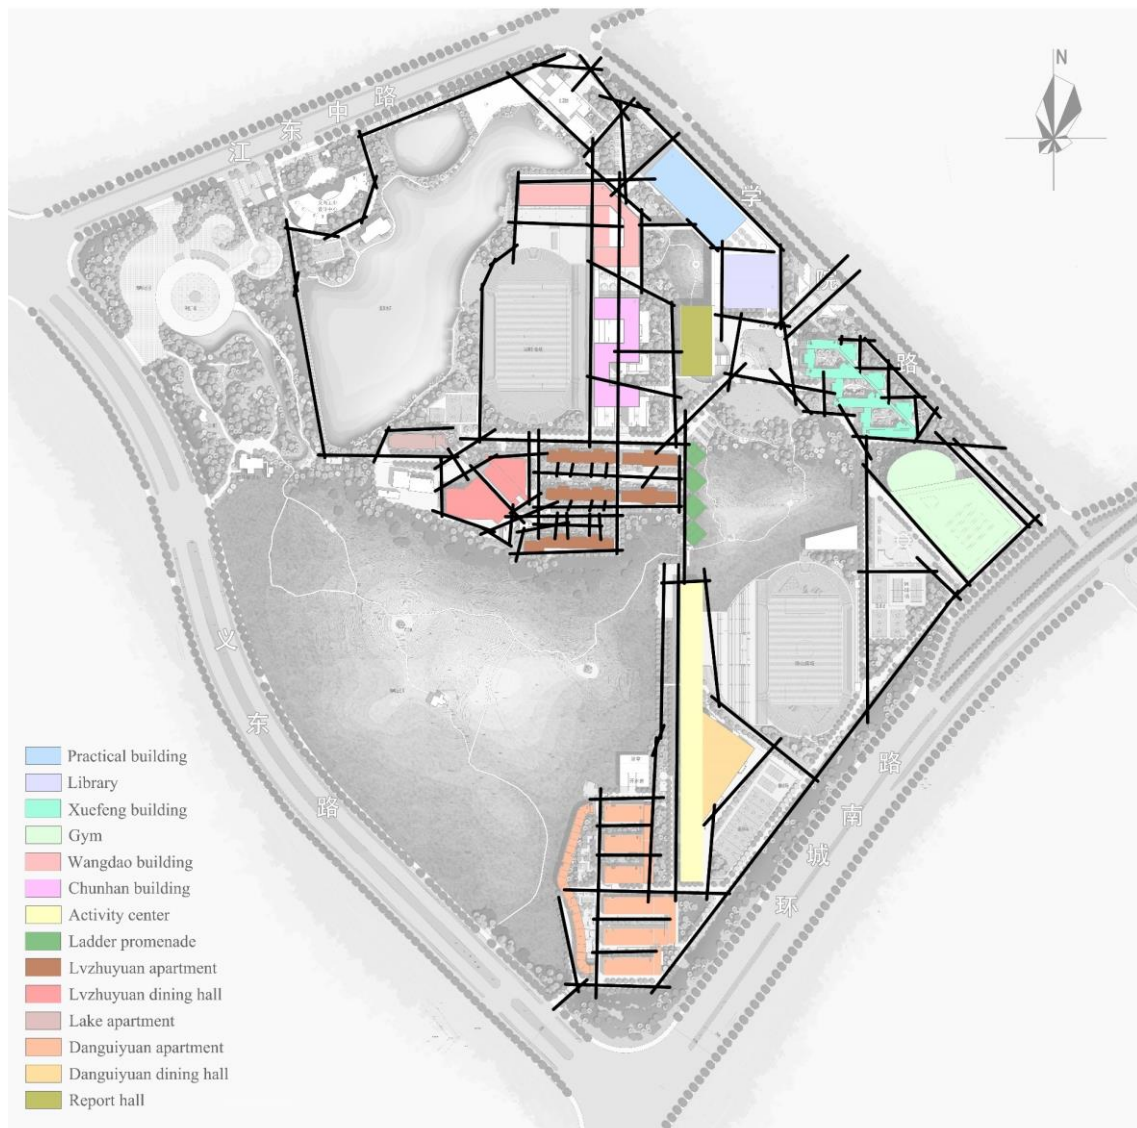 N
江东中路
学院路
义东路
环城南路
Practical building
Library
Xuefeng building
Gym
Wangdao building
Chunhan building
Activity center
Ladder promenade
Lvzhuyuan apartment
Lvzhuyuan dining hall
Lake apartment
Danguiyuan apartment
Danguiyuan dining hall
Report hall